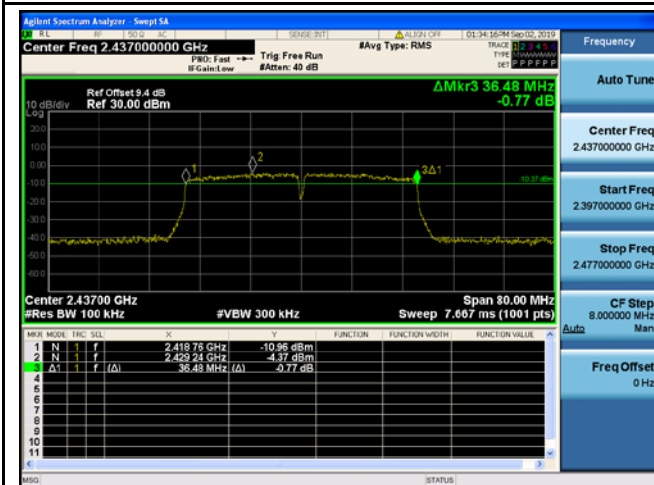 Agilent Spectrum Analyzer - Swept SA
RL RF 50 Ω AC SENSE:INT ALIGN OFF 01:34:16 PM Sep 02, 2019
Center Freq 2.437000000 GHz #Avg Type: RMS TRACE 1 2 3 4 5 6
PNO: Fast Trig: Free Run TYPE
IFGain:Low #Atten: 40 dB DET P P P P P P
Frequency
Auto Tune
Ref Offset 9.4 dB ΔMkr3 36.48 MHz
10 dB/div Ref 30.00 dBm -0.77 dB
Log
20.0
10.0
0.00
-10.0
-20.0
-30.0
-40.0
-50.0
-60.0
1
2
3Δ1
-10.37 dBm
Center Freq
2.437000000 GHz
Start Freq
2.397000000 GHz
Stop Freq
2.477000000 GHz
Center 2.43700 GHz Span 80.00 MHz
#Res BW 100 kHz #VBW 300 kHz Sweep 7.667 ms (1001 pts)
CF Step
8.000000 MHz
Auto Man
Freq Offset
0 Hz
MKR MODE TRC SCL X Y FUNCTION FUNCTION WIDTH FUNCTION VALUE
1 N 1 f 2.418 76 GHz -10.96 dBm
2 N 1 f 2.429 24 GHz -4.37 dBm
3 Δ1 1 f (Δ) 36.48 MHz (Δ) -0.77 dB
4
5
6
7
8
9
10
11
MSG STATUS